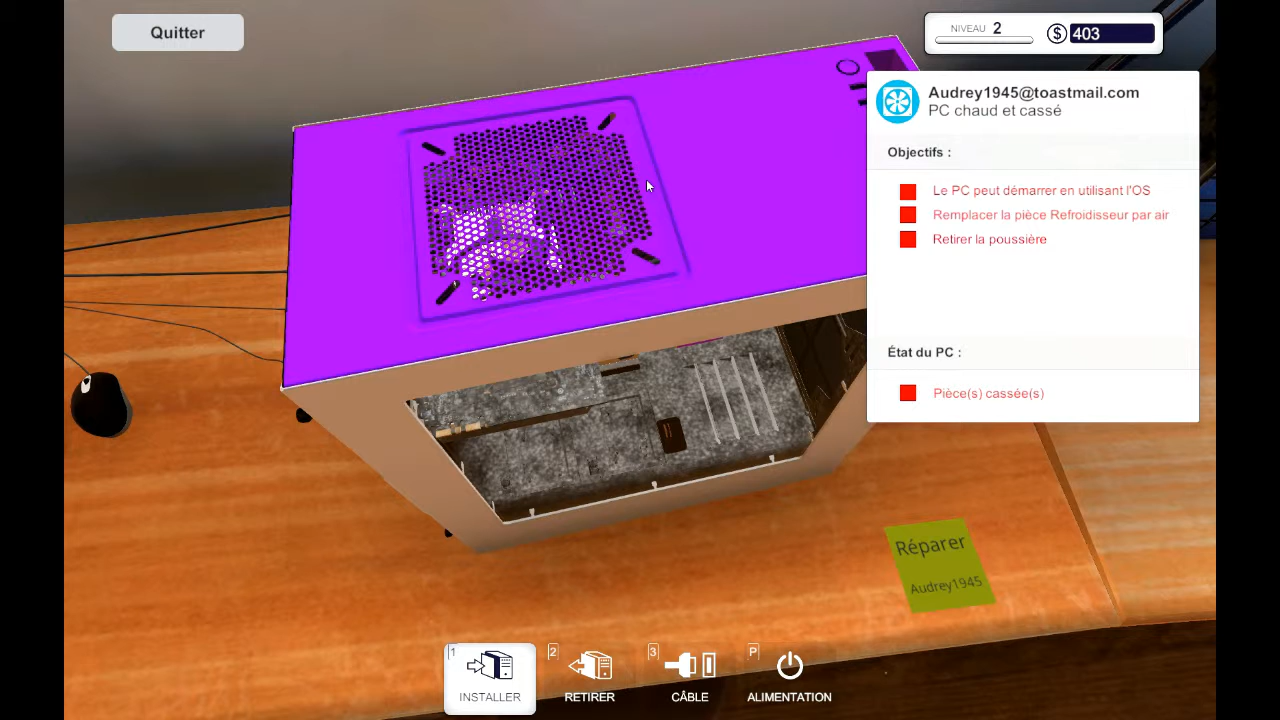 Quitter
NIVEAU 2
$ 403
Audrey1945@toastmail.com
PC chaud et cassé
Objectifs :
Le PC peut démarrer en utilisant l'OS
Remplacer la pièce Refroidisseur par air
Retirer la poussière
État du PC :
Pièce(s) cassée(s)
Réparer
Audrey1945
1
INSTALLER
2
RETIRER
3
CÂBLE
P
ALIMENTATION